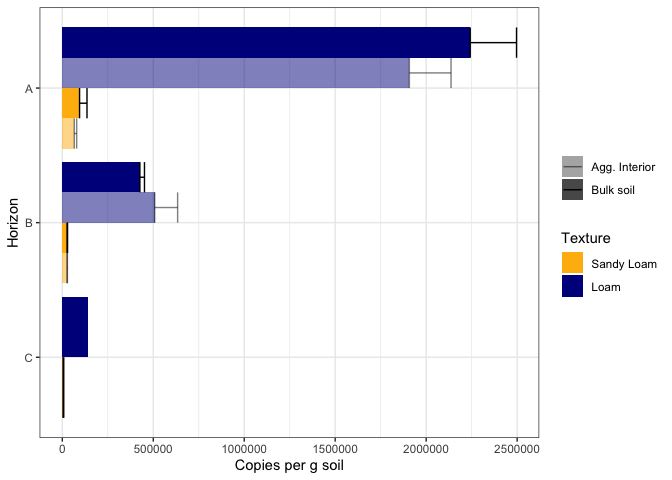 A
B
C
Horizon
0
500000
1000000
1500000
2000000
2500000
Copies per g soil
Agg. Interior
Bulk soil
Texture
Sandy Loam
Loam